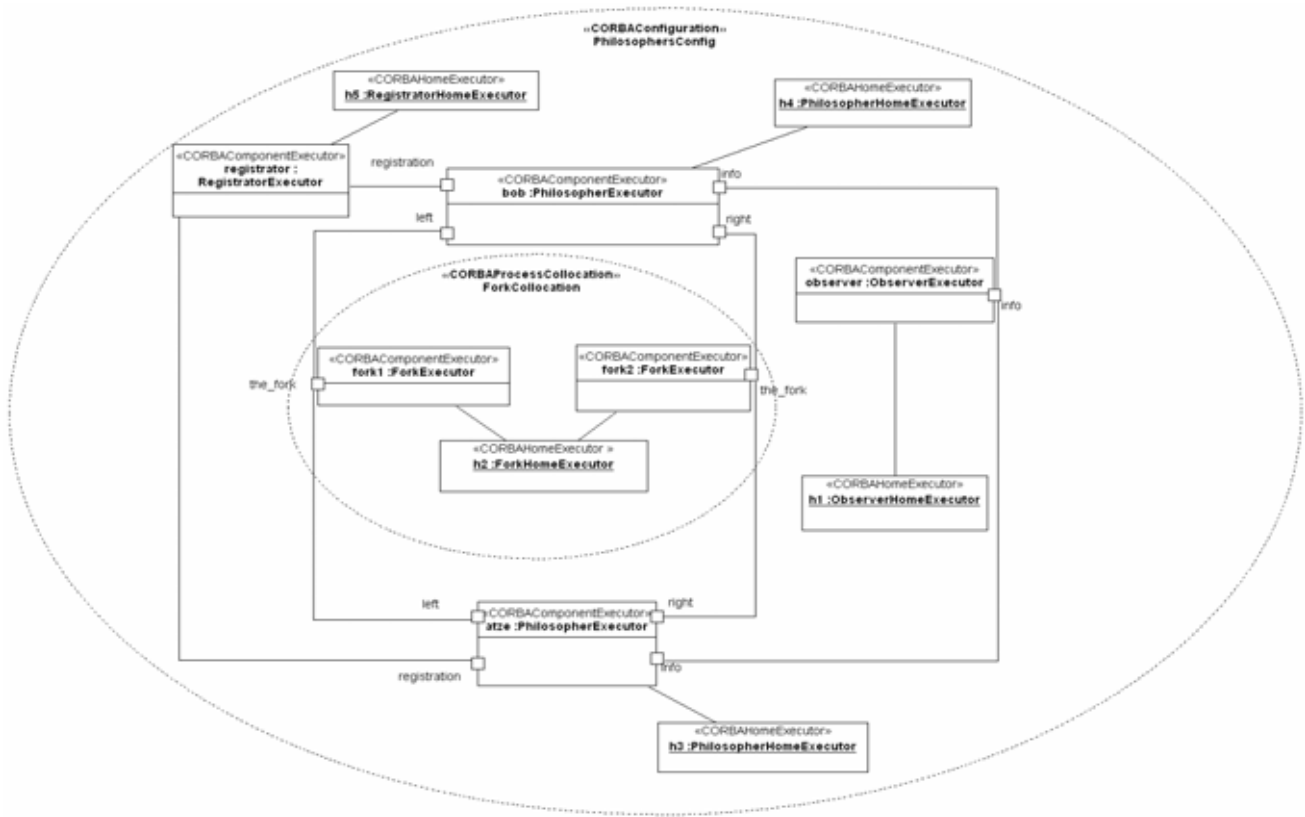 «CORBAConfiguration»
PhilosophersConfig
«CORBAHomeExecutor»
h5 :RegistratorHomeExecutor
«CORBAHomeExecutor»
h4 :PhilosopherHomeExecutor
«CORBAComponentExecutor»
registrator :
RegistratorExecutor
registration
«CORBAComponentExecutor»
bob :PhilosopherExecutor
info
left
right
«CORBAProcessCollocation»
ForkCollocation
«CORBAComponentExecutor»
observer :ObserverExecutor
info
«CORBAComponentExecutor»
fork1 :ForkExecutor
«CORBAComponentExecutor»
fork2 :ForkExecutor
the_fork
the_fork
«CORBAHomeExecutor »
h2 :ForkHomeExecutor
«CORBAHomeExecutor»
h1 :ObserverHomeExecutor
left
right
«CORBAComponentExecutor»
atze :PhilosopherExecutor
registration
info
«CORBAHomeExecutor»
h3 :PhilosopherHomeExecutor